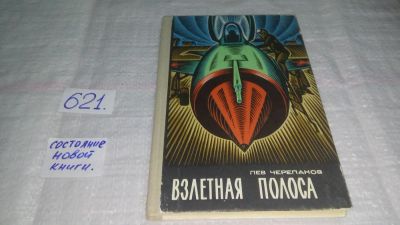 621.
СОСТОЯНИЕ
НОВОЙ
КНИГИ.
ЛЕВ ЧЕРЕПАНОВ
ВЗЛЕТНАЯ ПОЛОСА